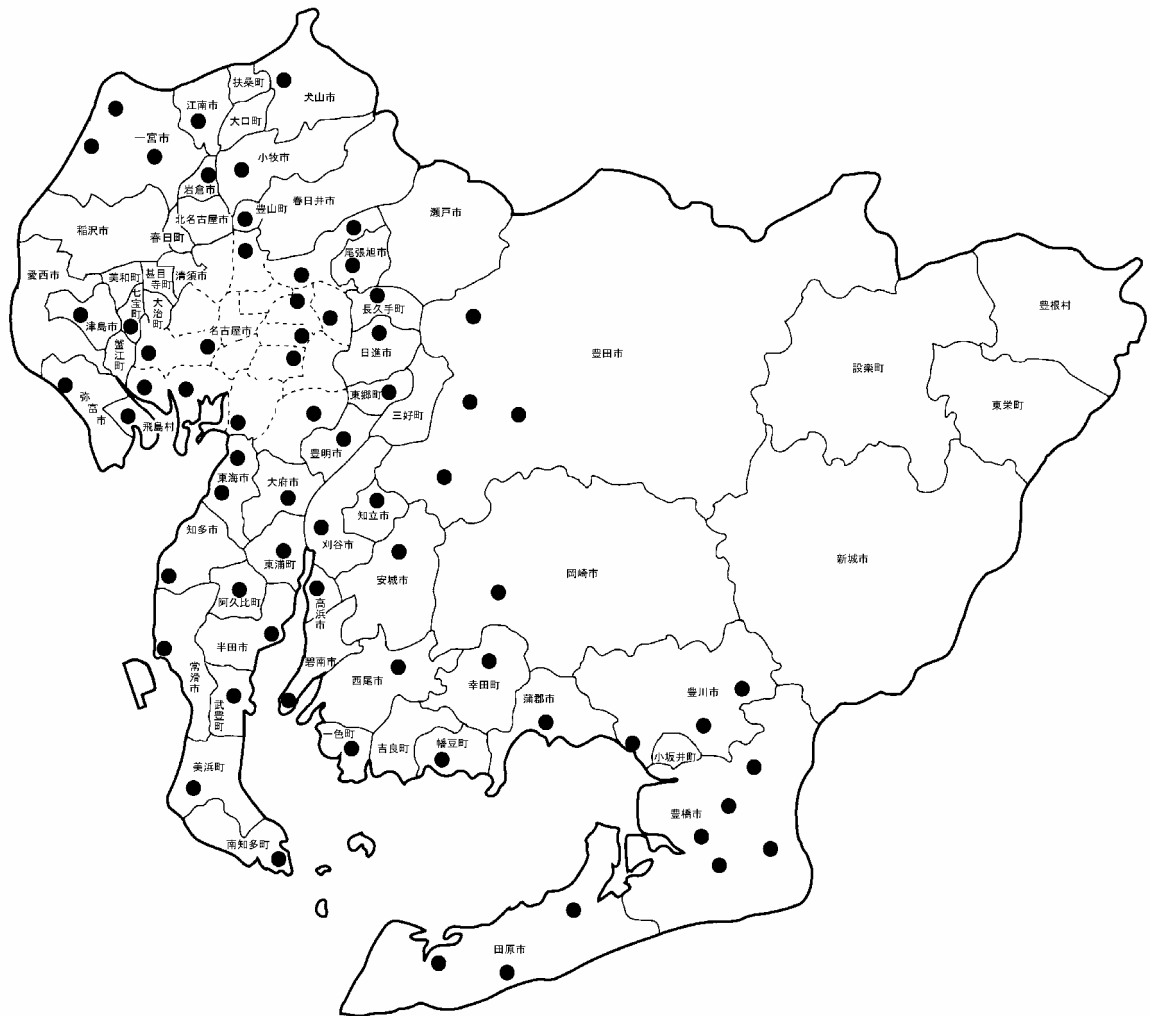 扶桑町
犬山市
江南市
大口町
一宮市
小牧市
岩倉市
春日井市
豊山町
瀬戸市
北名古屋市
稲沢市
春日町
尾張旭市
愛西市
美和町
甚目寺町
清須市
七宝町
大治町
長久手町
豊根村
津島市
名古屋市
蟹江町
日進市
豊田市
設楽町
東郷町
弥富市
三好町
東栄町
飛島村
豊明市
東海市
大府市
知立市
知多市
刈谷市
東浦町
安城市
岡崎市
新城市
阿久比町
高浜市
半田市
碧南市
常滑市
西尾市
幸田町
豊川市
蒲郡市
武豊町
一色町
吉良町
幡豆町
小坂井町
美浜町
豊橋市
南知多町
田原市